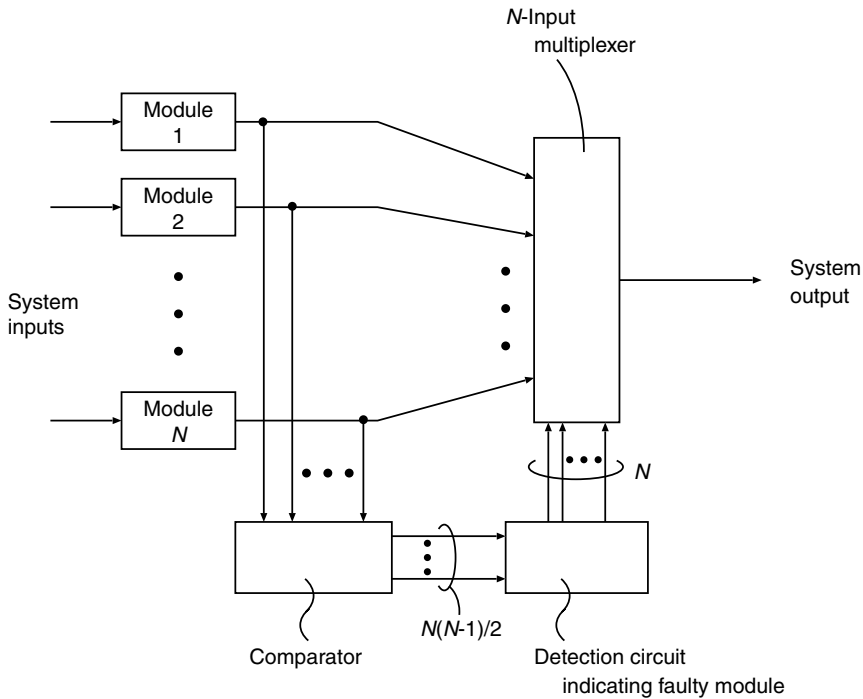 N-Input
multiplexer
Module
1
Module
2
System
inputs
System
output
Module
N
N
N(N-1)/2
Comparator
Detection circuit
indicating faulty module